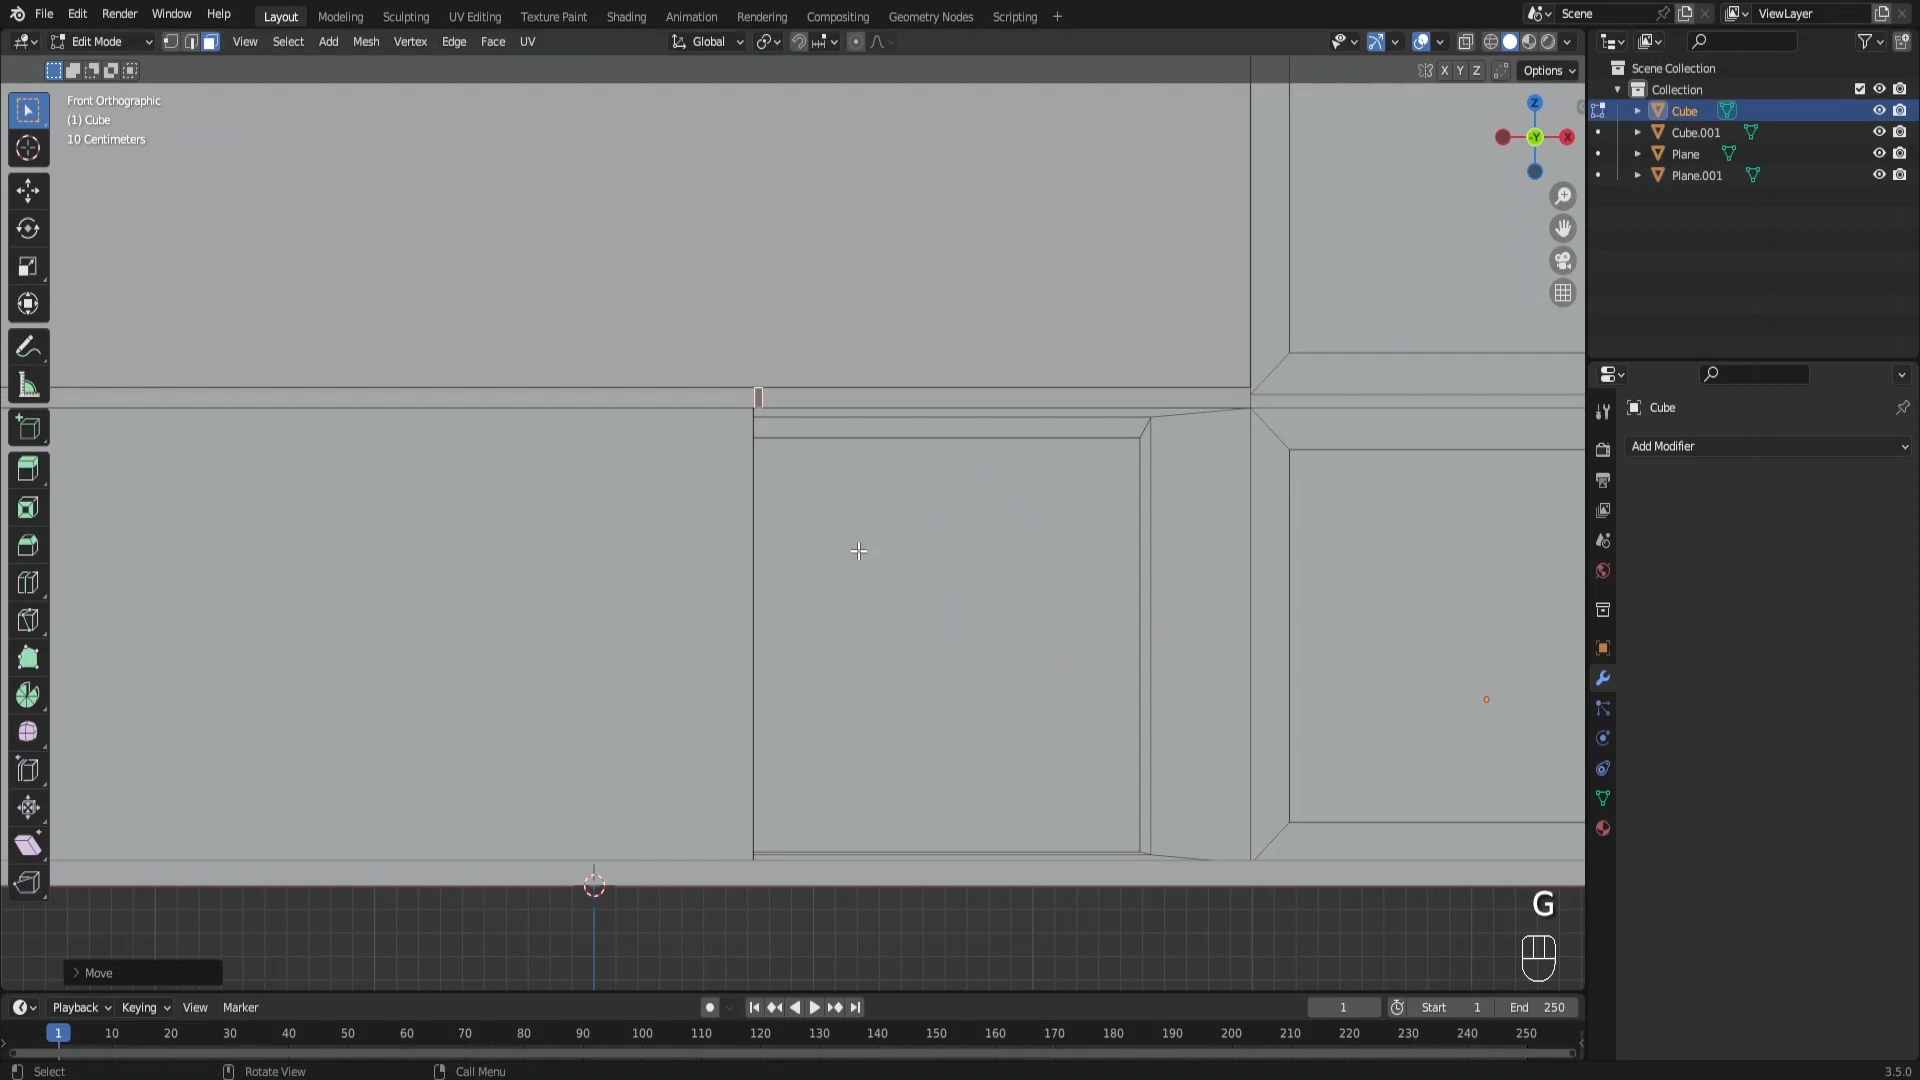 File Edit Render Window Help Layout Modeling Sculpting UV Editing Texture Paint Shading Animation Rendering Compositing Geometry Nodes Scripting + Scene ViewLayer
Edit Mode View Select Add Mesh Vertex Edge Face UV Global
X Y Z Options
Scene Collection
Collection
Cube
Cube.001
Plane
Plane.001
Front Orthographic
(1) Cube
10 Centimeters
Z
-Y
X
Cube
Add Modifier
G
Move
Playback Keying View Marker 1 Start 1 End 250
1 10 20 30 40 50 60 70 80 90 100 110 120 130 140 150 160 170 180 190 200 210 220 230 240 250
Select Rotate View Call Menu 3.5.0